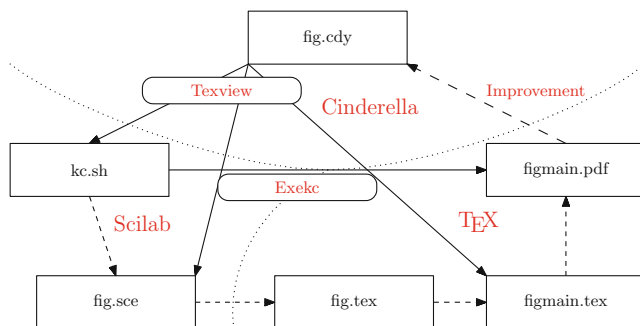 fig.cdy
Texview
Improvement
Cinderella
kc.sh
figmain.pdf
Exekc
Scilab
TEX
fig.sce
fig.tex
figmain.tex